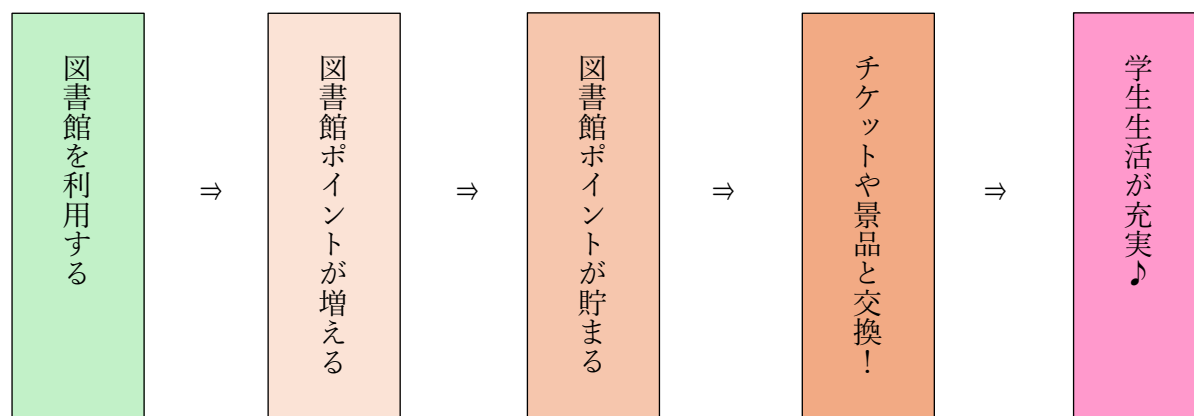 図書館を利用する
⇒
図書館ポイントが増える
⇒
図書館ポイントが貯まる
⇒
チケットや景品と交換!
⇒
学生生活が充実♪